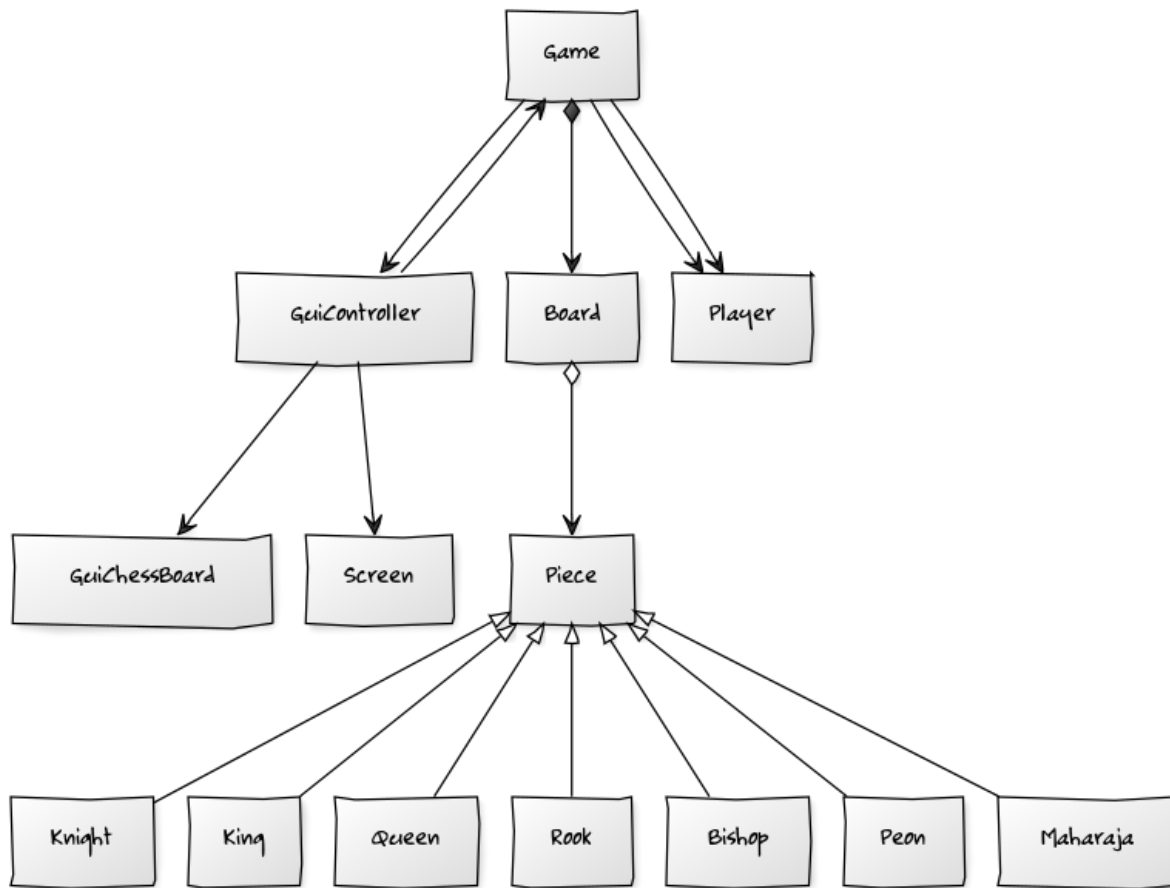 Game
GuiController
Board
Player
GuiChessBoard
Screen
Piece
Knight
King
Queen
Rook
Bishop
Peon
Maharaja